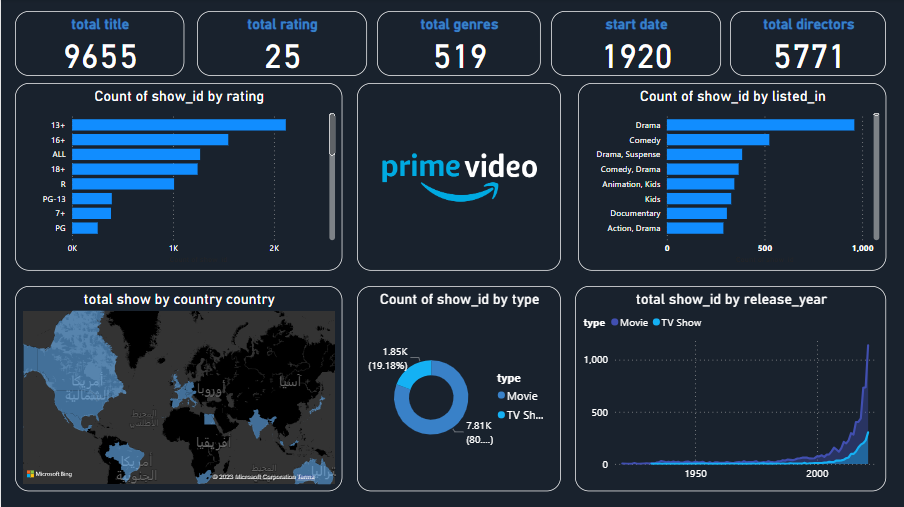 total title
9655
total rating
25
total genres
519
start date
1920
total directors
5771
Count of show_id by rating
13+
16+
ALL
18+
R
PG-13
7+
PG
0K 1K 2K
prime video
Count of show_id by listed_in
Drama
Comedy
Drama, Suspense
Comedy, Drama
Animation, Kids
Kids
Documentary
Action, Drama
0 500 1,000
total show by country country
أمريكا
الشمالية
المحيط
الأطلسي
أوروبا
آسيا
أفريقيا
أمريكا
الجنوبية
المحيط
Microsoft Bing
© 2023 Microsoft Corporation Terms
Count of show_id by type
1.85K
(19.18%)
7.81K
(80....)
type
Movie
TV Sh...
total show_id by release_year
type Movie TV Show
1,000
500
0
1950 2000